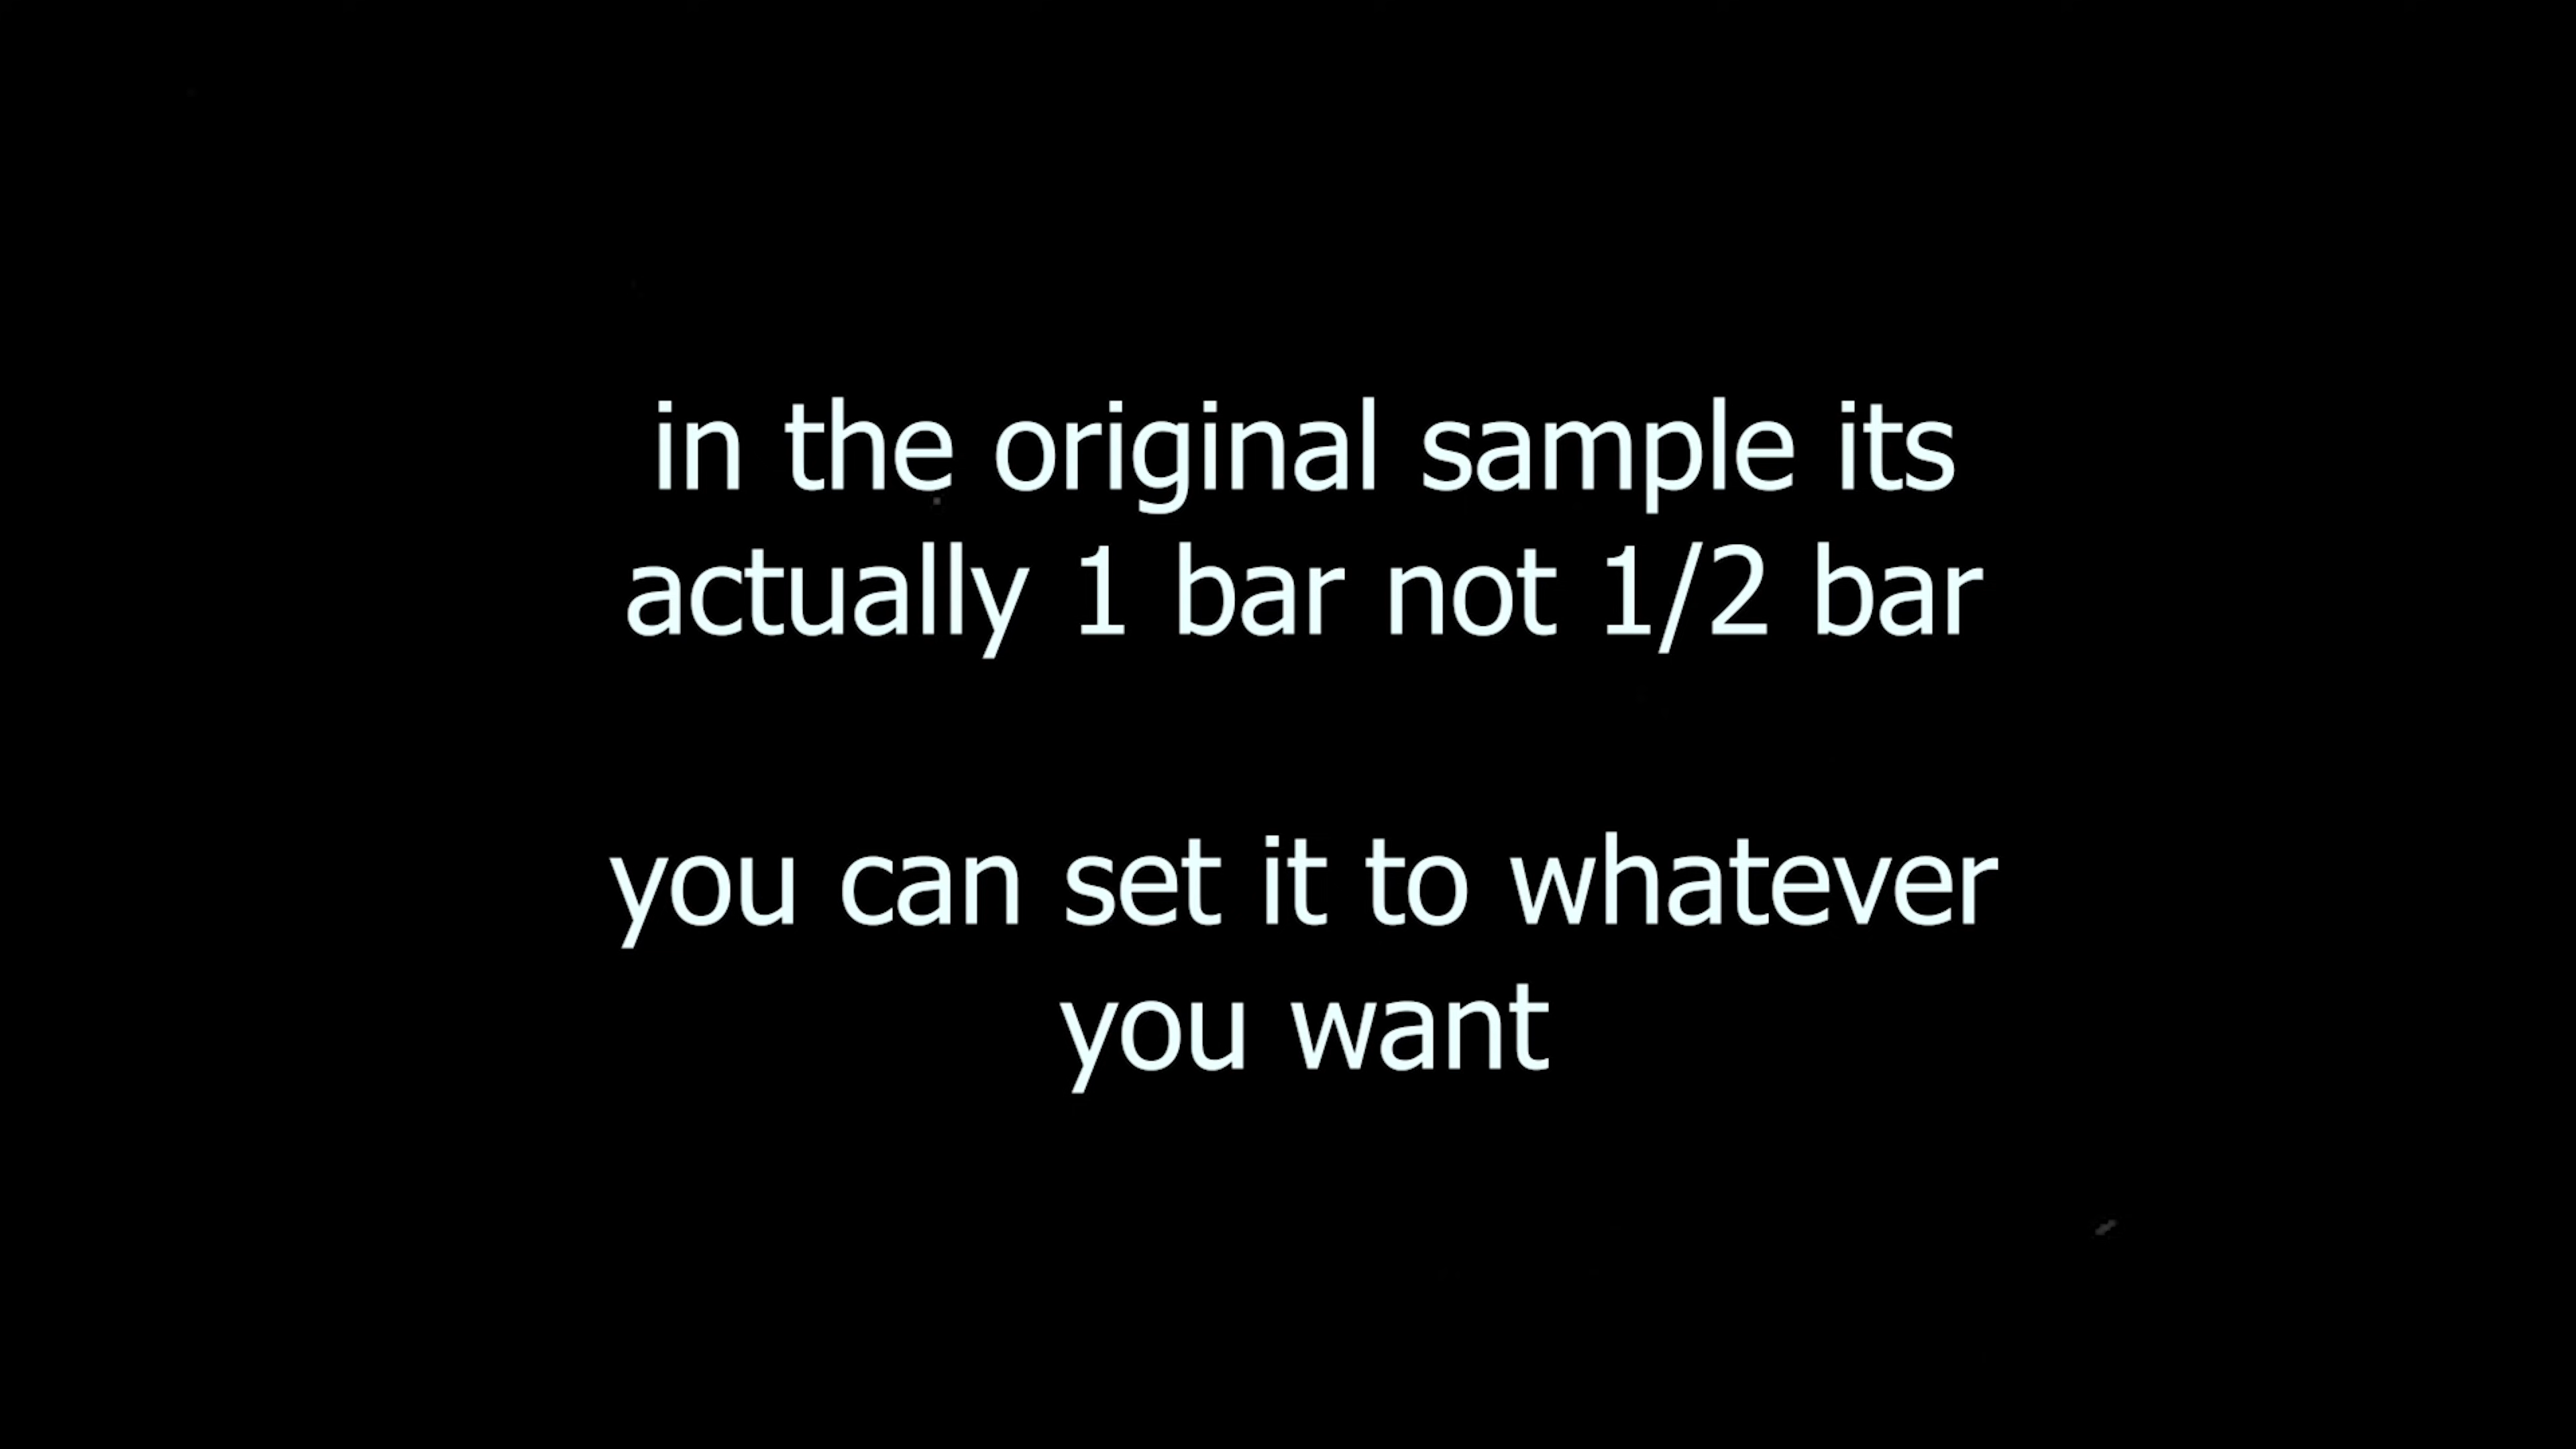 in the original sample its
actually 1 bar not 1/2 bar
you can set it to whatever
you want